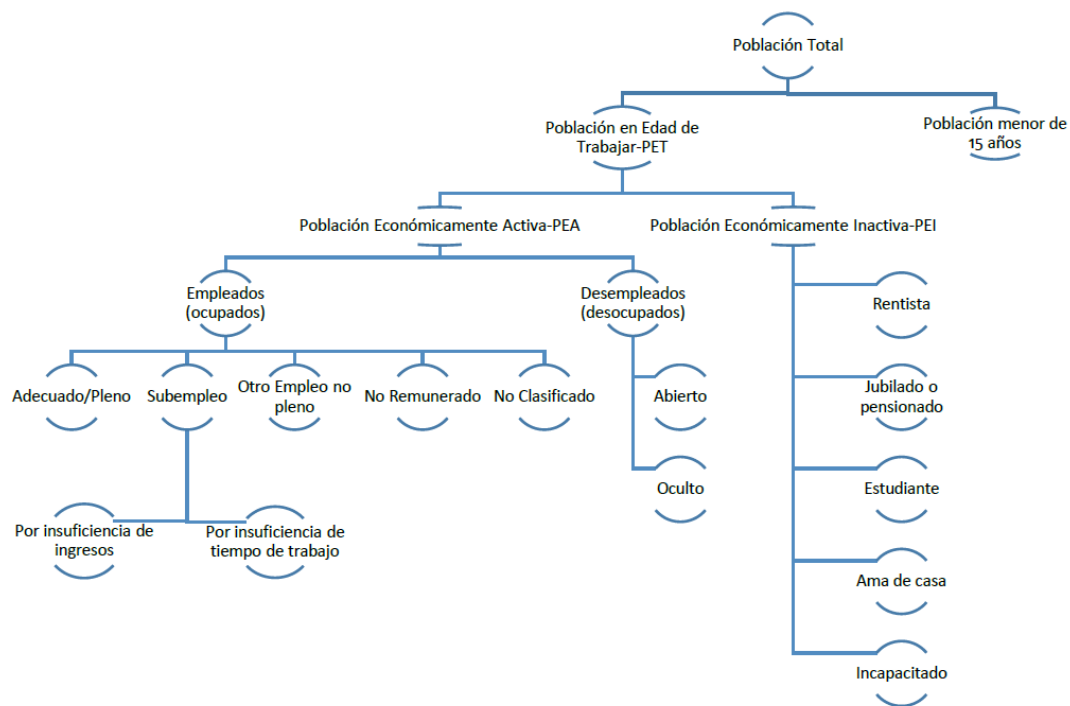 Población Total
Población en Edad de
Trabajar-PET
Población menor de
15 años
Población Económicamente Activa-PEA
Población Económicamente Inactiva-PEI
Empleados
(ocupados)
Desempleados
(desocupados)
Rentista
Adecuado/Pleno
Subempleo
Otro Empleo no
pleno
No Remunerado
No Clasificado
Abierto
Jubilado o
pensionado
Oculto
Estudiante
Por insuficiencia de
ingresos
Por insuficiencia de
tiempo de trabajo
Ama de casa
Incapacitado